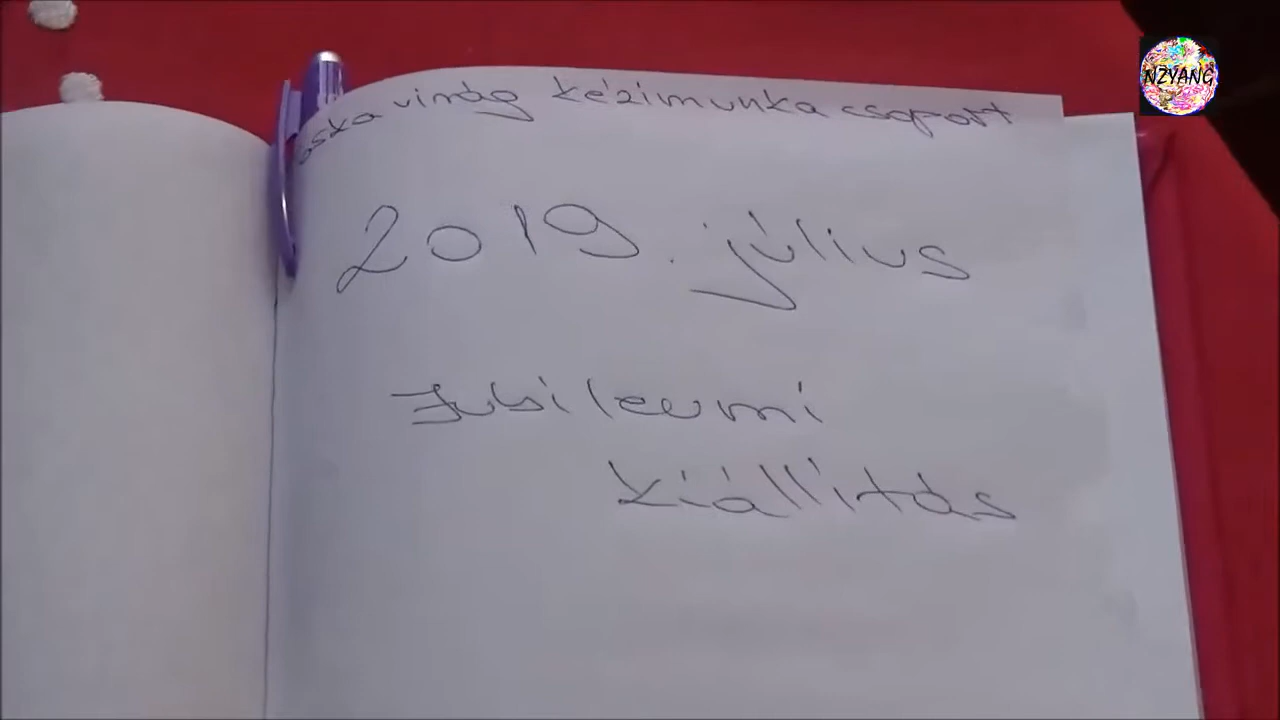 virág kézimunka csoport
2019. július
Jubileumi
kiállítás
NZYANG